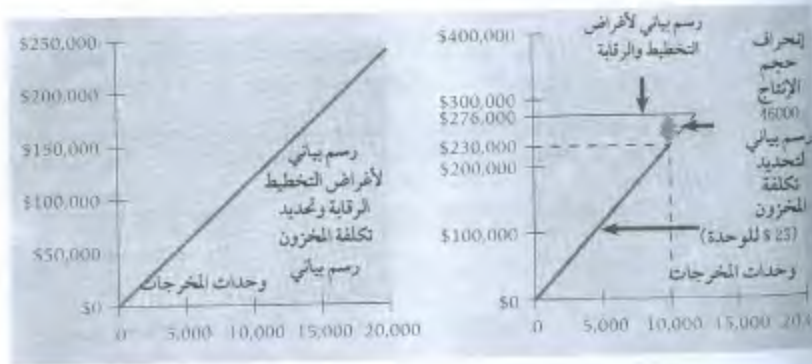 $250,000
$200,000
$150,000
$100,000
$50,000
$0
0 5,000 10,000 15,000 20,000
رسم بياني
لأغراض التخطيط
الرقابة وتحديد
تكلفة المخزون
رسم بياني
وحدات المخرجات
$400,000
$300,000
$276,000
$230,000
$200,000
$100,000
$0
0 5,000 10,000 15,000
رسم بياني لأغراض
التخطيط والرقابة
إنحراف
حجم
الإنتاج
46000
رسم بياني
لتحديد
تكلفة
المخزون
(23 $ للوحدة)
وحدات المخرجات